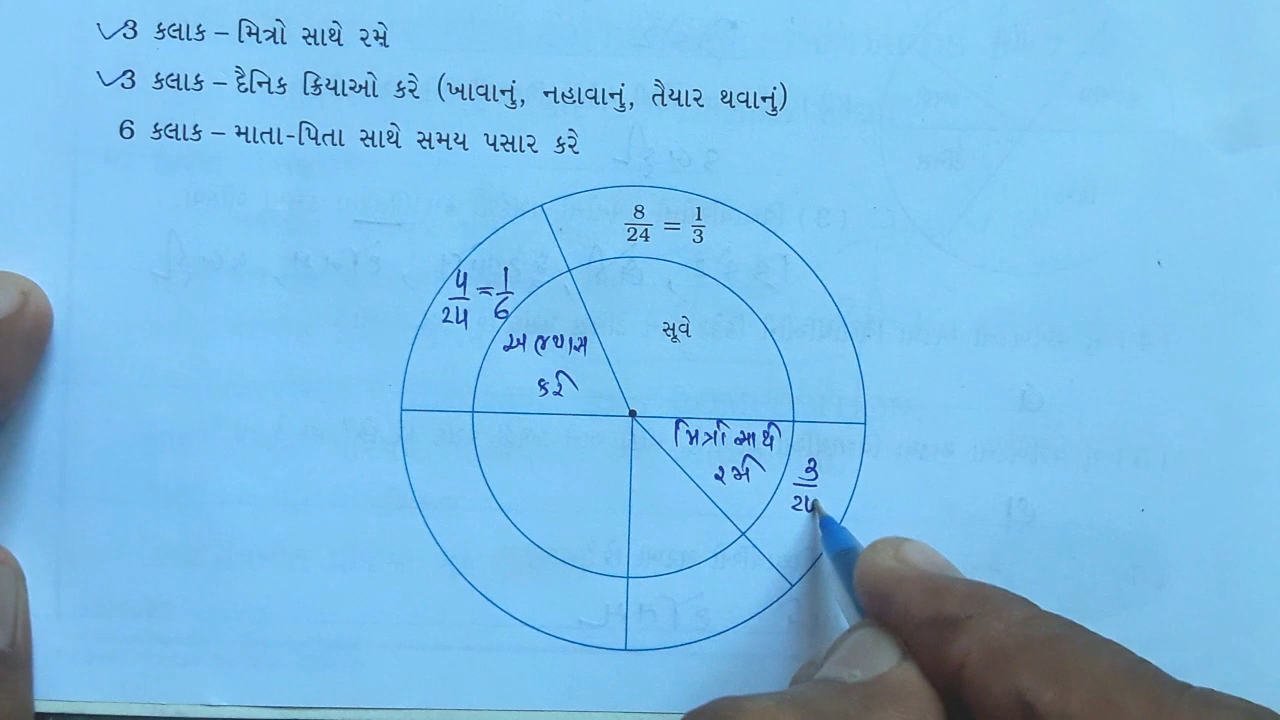 3 કલાક – મિત્રો સાથે રમે
3 કલાક – દૈનિક ક્રિયાઓ કરે (ખાવાનું, નહાવાનું, તૈયાર થવાનું)
6 કલાક – માતા-પિતા સાથે સમય પસાર કરે
8/24 = 1/3
4/24 = 1/6
સૂવે
અભ્યાસ
કરે
મિત્રો સાથે
રમે
3/24